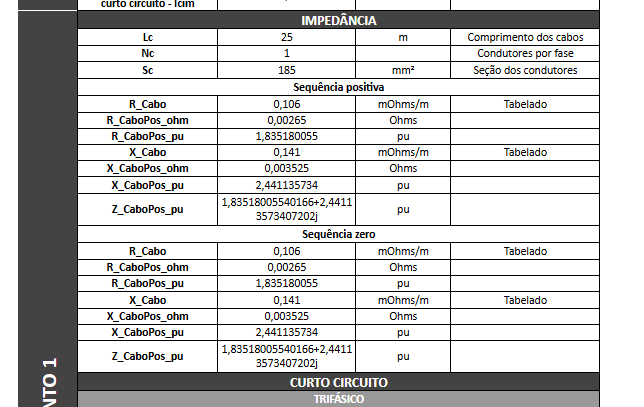 curto circuito - Icim
IMPEDÂNCIA
Lc 25 m Comprimento dos cabos
Nc 1 Condutores por fase
Sc 185 mm² Seção dos condutores
Sequência positiva
R_Cabo 0,106 mOhms/m Tabelado
R_CaboPos_ohm 0,00265 Ohms
R_CaboPos_pu 1,835180055 pu
X_Cabo 0,141 mOhms/m Tabelado
X_CaboPos_ohm 0,003525 Ohms
X_CaboPos_pu 2,441135734 pu
Z_CaboPos_pu 1,83518005540166+2,4411 pu
3573407202j
Sequência zero
R_Cabo 0,106 mOhms/m Tabelado
R_CaboPos_ohm 0,00265 Ohms
R_CaboPos_pu 1,835180055 pu
X_Cabo 0,141 mOhms/m Tabelado
X_CaboPos_ohm 0,003525 Ohms
X_CaboPos_pu 2,441135734 pu
Z_CaboPos_pu 1,83518005540166+2,4411 pu
3573407202j
CURTO CIRCUITO
TRIFÁSICO
NTO 1